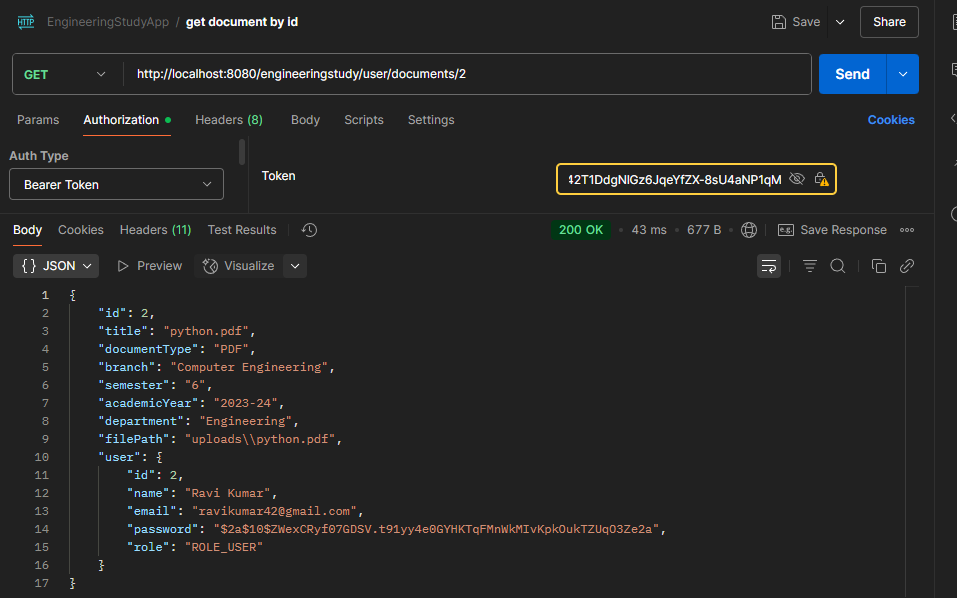 HTTP EngineeringStudyApp / get document by id Save Share
GET http://localhost:8080/engineeringstudy/user/documents/2 Send
Params Authorization Headers (8) Body Scripts Settings Cookies
Auth Type
Bearer Token
Token
42T1DdgNlGz6JqeYfZX-8sU4aNP1qM
Body Cookies Headers (11) Test Results 200 OK • 43 ms • 677 B • e.g. Save Response
{} JSON Preview Visualize
1 {
2 "id": 2,
3 "title": "python.pdf",
4 "documentType": "PDF",
5 "branch": "Computer Engineering",
6 "semester": "6",
7 "academicYear": "2023-24",
8 "department": "Engineering",
9 "filePath": "uploads\\python.pdf",
10 "user": {
11 "id": 2,
12 "name": "Ravi Kumar",
13 "email": "ravikumar42@gmail.com",
14 "password": "$2a$10$ZWexCRyf07GDSV.t91yy4e0GYHKTqFMnWkMIvKpkOukTZUqO3Ze2a",
15 "role": "ROLE_USER"
16 }
17 }